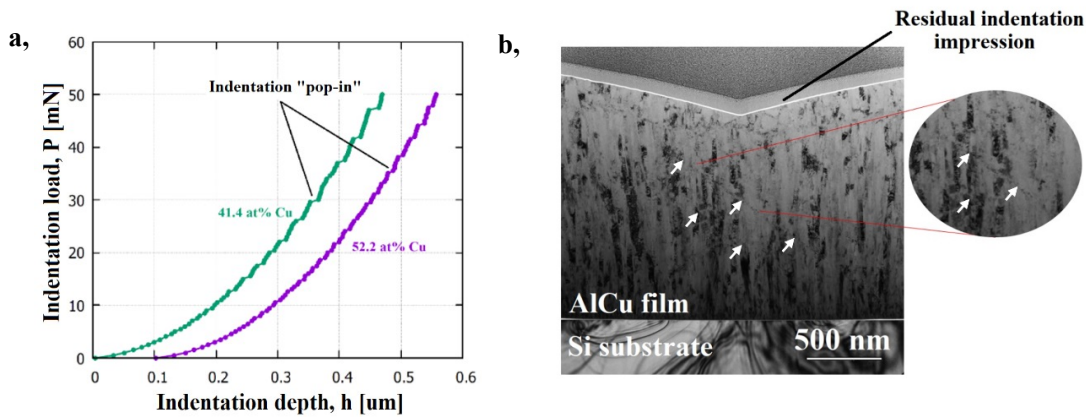 a,
60
50
40
30
20
10
0
Indentation load, P [mN]
Indentation "pop-in"
41.4 at% Cu
52.2 at% Cu
0
0.1
0.2
0.3
0.4
0.5
0.6
Indentation depth, h [um]
b,
Residual indentation
impression
AlCu film
Si substrate
500 nm